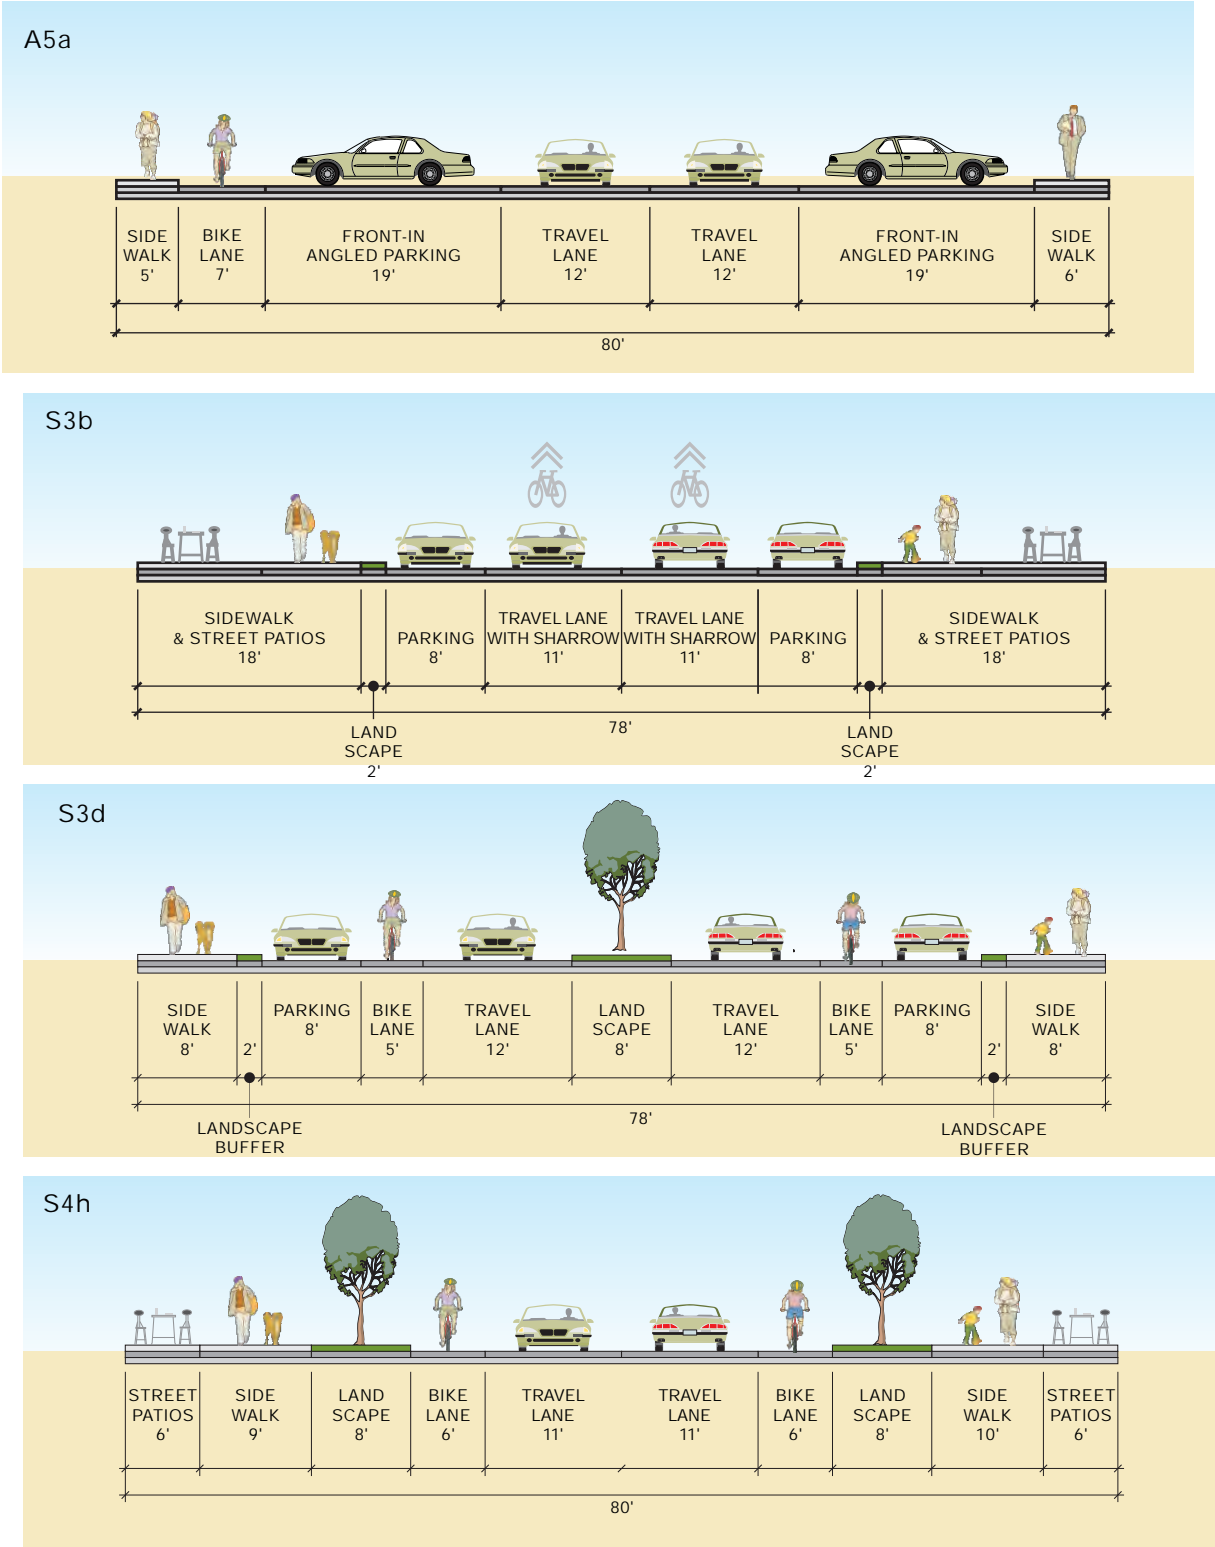 A5a
SIDE
WALK
5'
BIKE
LANE
7'
FRONT-IN
ANGLED PARKING
19'
TRAVEL
LANE
12'
TRAVEL
LANE
12'
FRONT-IN
ANGLED PARKING
19'
SIDE
WALK
6'
80'
S3b
SIDEWALK
& STREET PATIOS
18'
PARKING
8'
TRAVEL LANE
WITH SHARROW
11'
TRAVEL LANE
WITH SHARROW
11'
PARKING
8'
SIDEWALK
& STREET PATIOS
18'
78'
LAND
SCAPE
2'
LAND
SCAPE
2'
S3d
SIDE
WALK
8'
2'
PARKING
8'
BIKE
LANE
5'
TRAVEL
LANE
12'
LAND
SCAPE
8'
TRAVEL
LANE
12'
BIKE
LANE
5'
PARKING
8'
2'
SIDE
WALK
8'
78'
LANDSCAPE
BUFFER
LANDSCAPE
BUFFER
S4h
STREET
PATIOS
6'
SIDE
WALK
9'
LAND
SCAPE
8'
BIKE
LANE
6'
TRAVEL
LANE
11'
TRAVEL
LANE
11'
BIKE
LANE
6'
LAND
SCAPE
8'
SIDE
WALK
10'
STREET
PATIOS
6'
80'